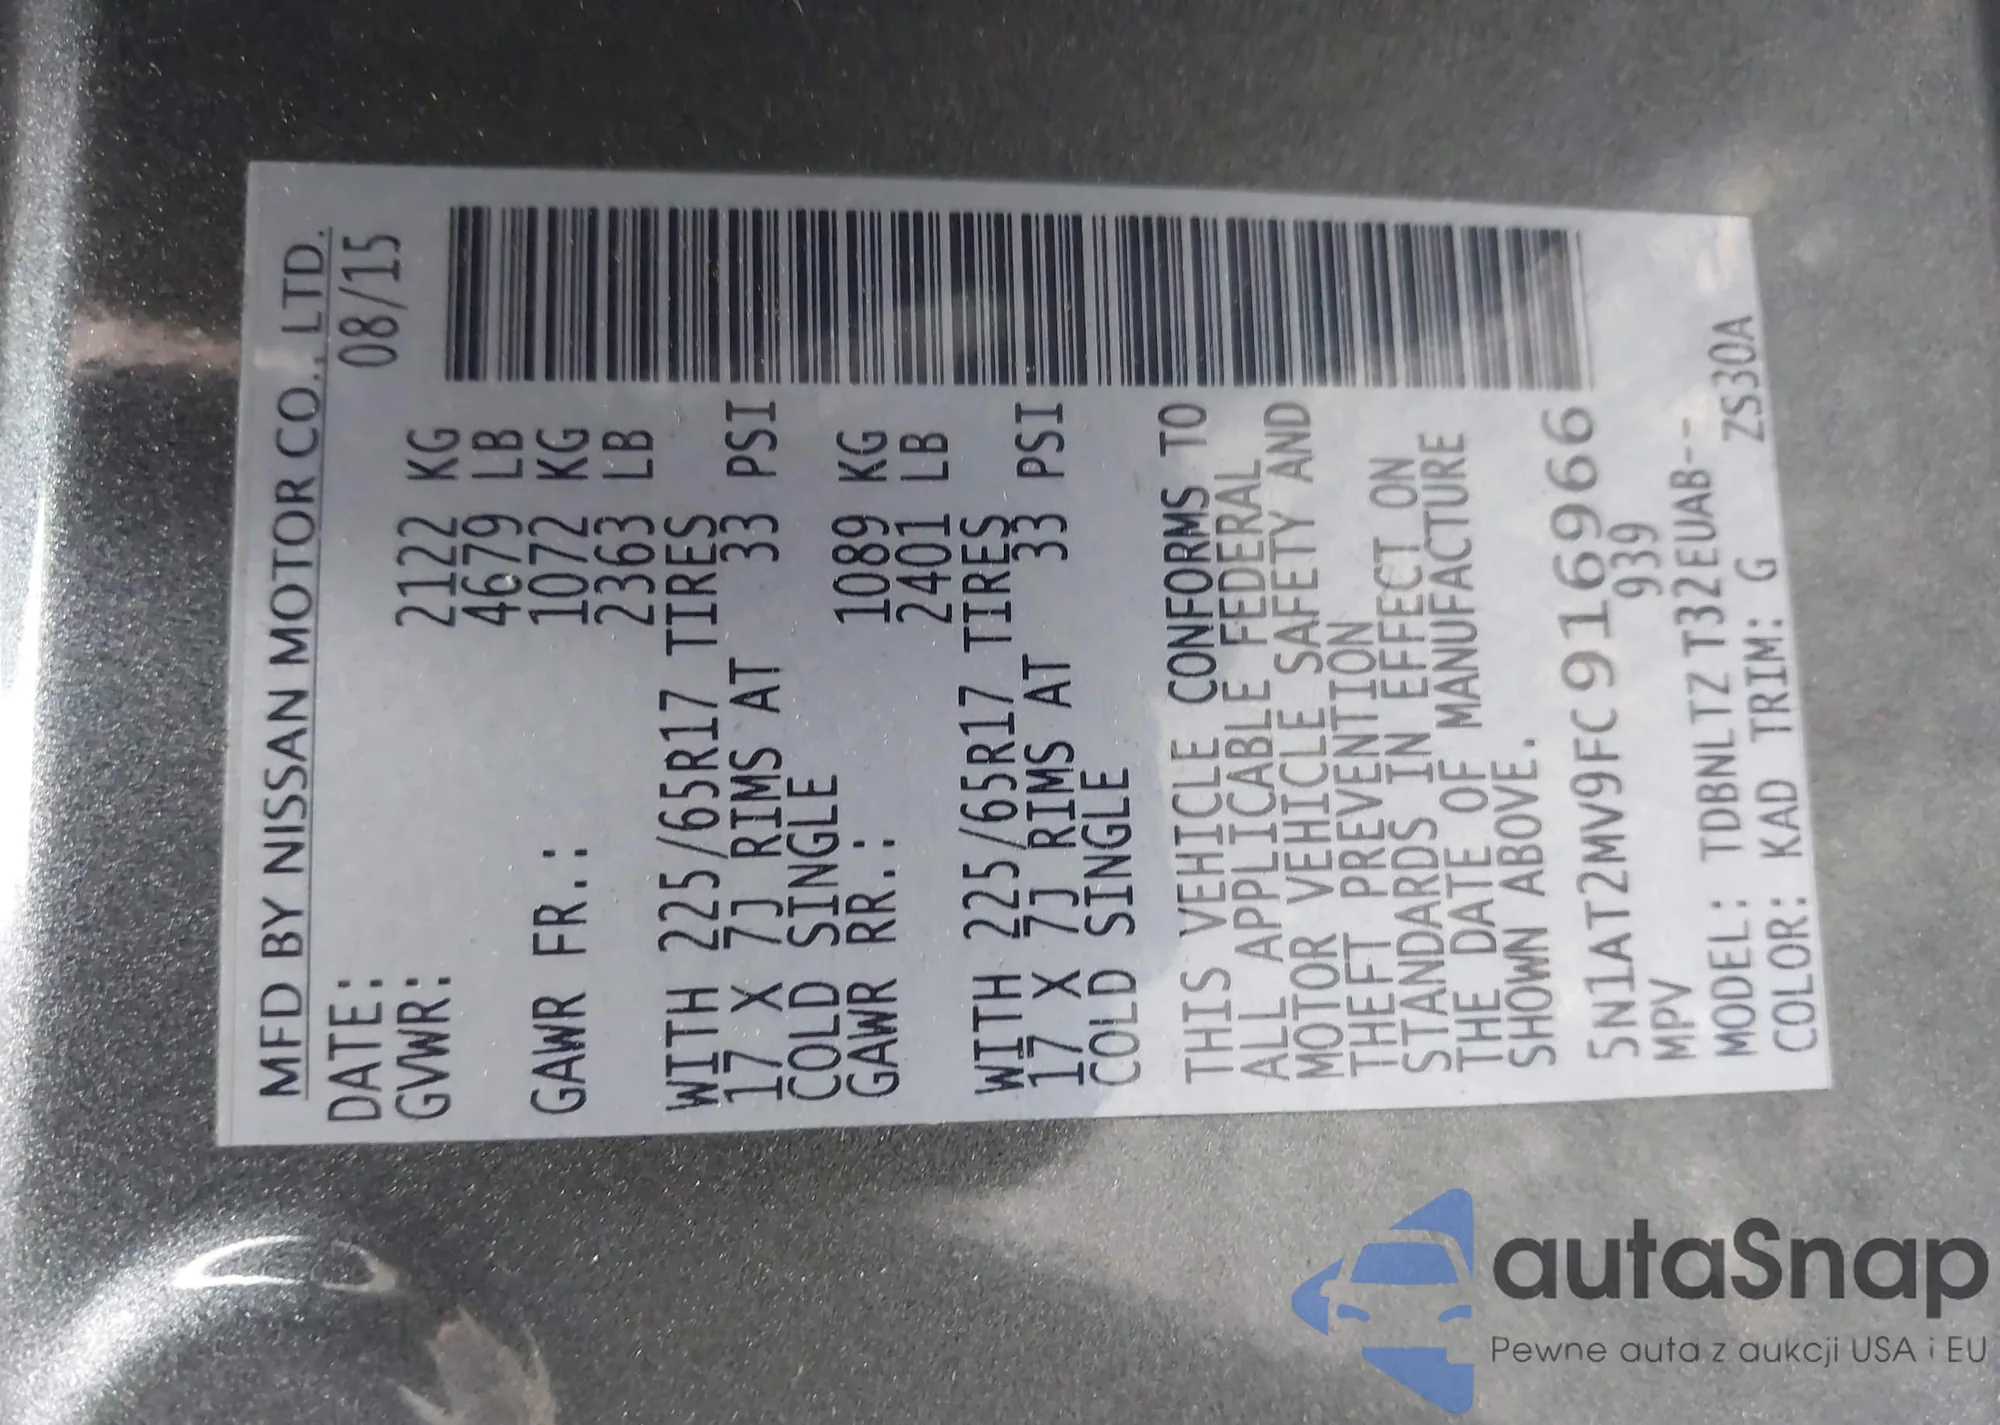 MFD BY NISSAN MOTOR CO., LTD.
DATE: 08/15
GVWR: 2122 KG
4679 LB
GAWR FR.: 1072 KG
2363 LB
WITH 225/65R17 TIRES
17 X 7J RIMS AT 33 PSI
COLD SINGLE
GAWR RR.: 1089 KG
2401 LB
WITH 225/65R17 TIRES
17 X 7J RIMS AT 33 PSI
COLD SINGLE
THIS VEHICLE CONFORMS TO
ALL APPLICABLE FEDERAL
MOTOR VEHICLE SAFETY AND
THEFT PREVENTION
STANDARDS IN EFFECT ON
THE DATE OF MANUFACTURE
SHOWN ABOVE.
5N1AT2MV9FC916966
MPV 939
MODEL: TDBNLTZ T32EUAB--
COLOR: KAD TRIM: G ZS30A
autaSnap
Pewne auta z aukcji USA i EU